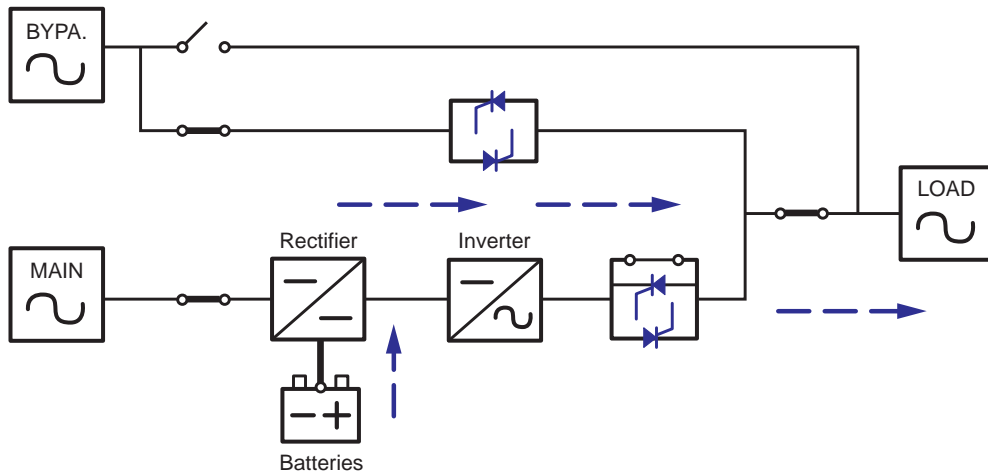 BYPA.
LOAD
Rectifier
Inverter
MAIN
Batteries